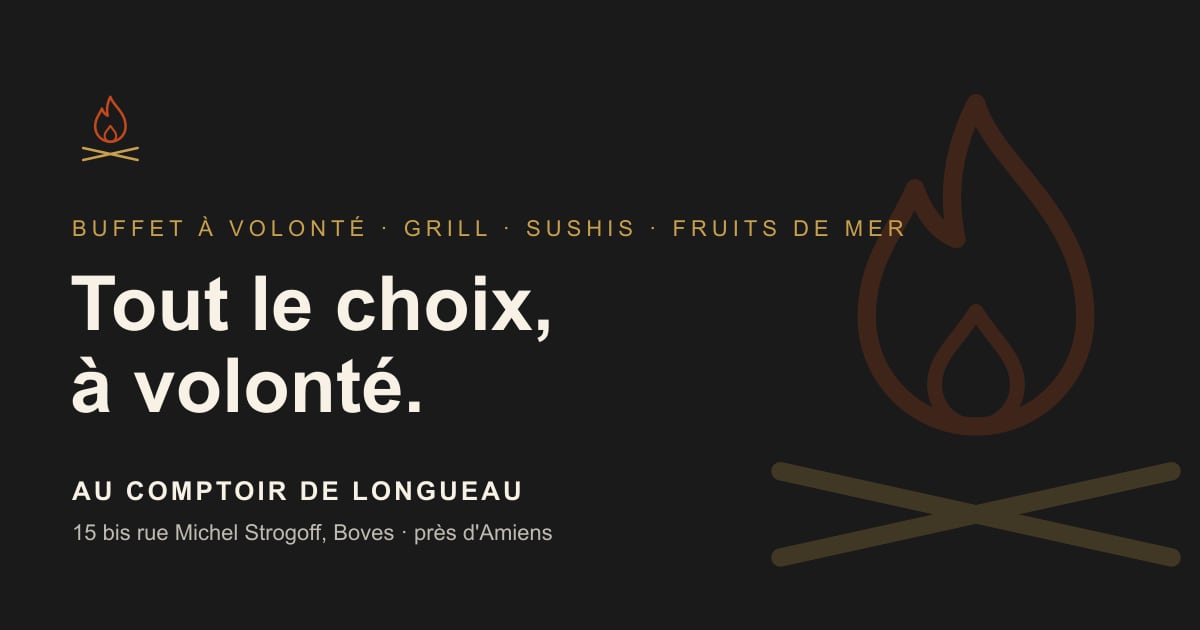 BUFFET À VOLONTÉ · GRILL · SUSHIS · FRUITS DE MER
Tout le choix,
à volonté.
AU COMPTOIR DE LONGUEAU
15 bis rue Michel Strogoff, Boves · près d'Amiens